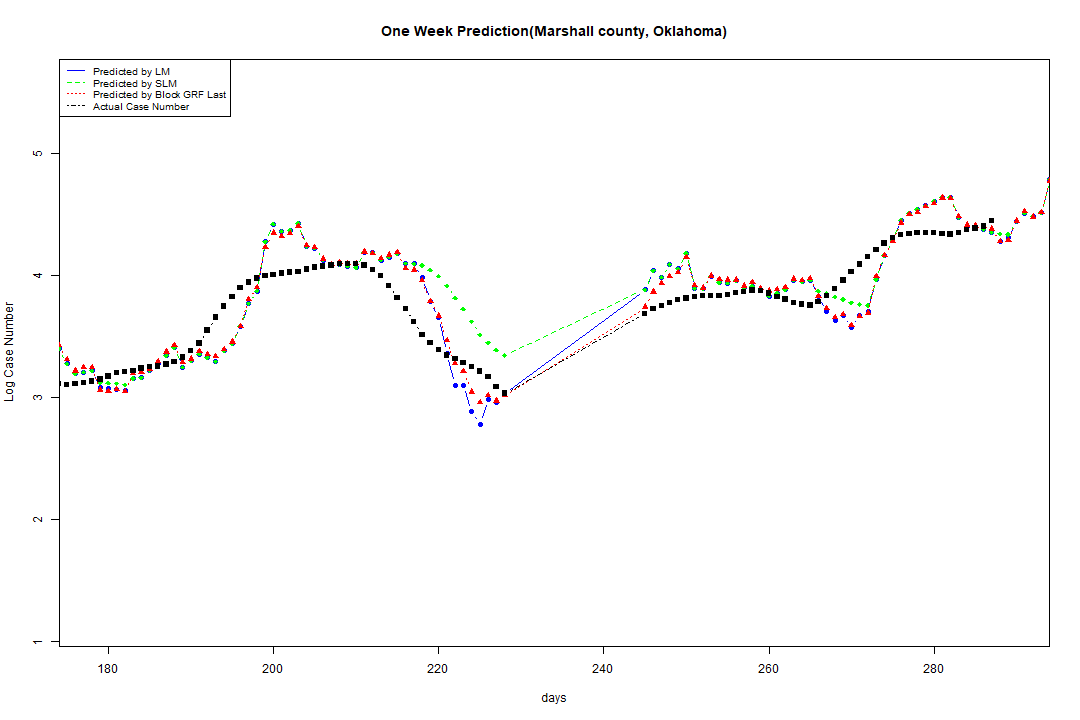 One Week Prediction(Marshall county, Oklahoma)
Predicted by LM
Predicted by SLM
Predicted by Block GRF Last
Actual Case Number
5
4
3
2
1
Log Case Number
180 200 220 240 260 280
days